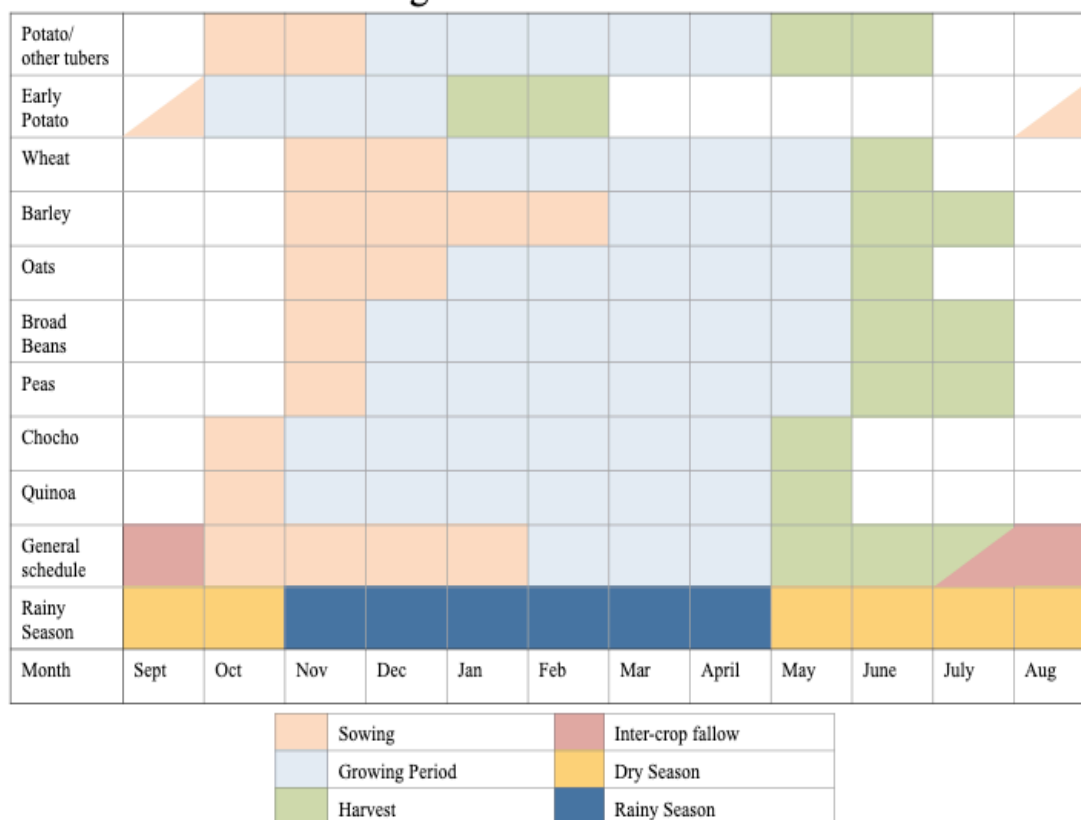 Potato/
other tubers
Early
Potato
Wheat
Barley
Oats
Broad
Beans
Peas
Chocho
Quinoa
General
schedule
Rainy
Season
Month Sept Oct Nov Dec Jan Feb Mar April May June July Aug
Sowing Inter-crop fallow
Growing Period Dry Season
Harvest Rainy Season